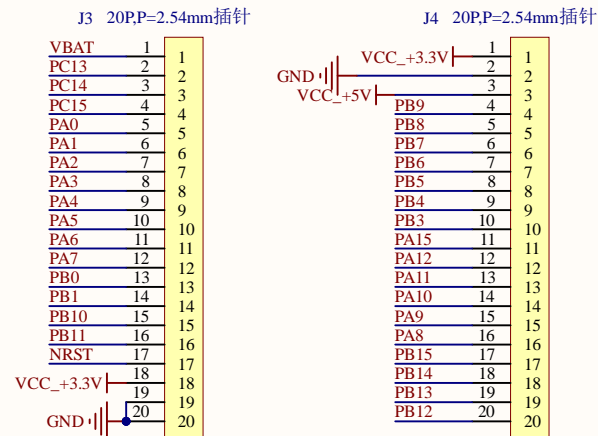 J3 20P,P=2.54mm插针
VBAT 1 1
PC13 2 2
PC14 3 3
PC15 4 4
PA0 5 5
PA1 6 6
PA2 7 7
PA3 8 8
PA4 9 9
PA5 10 10
PA6 11 11
PA7 12 12
PB0 13 13
PB1 14 14
PB10 15 15
PB11 16 16
NRST 17 17
VCC_+3.3V 18 18
19 19
GND 20 20
J4 20P,P=2.54mm插针
VCC_+3.3V 1 1
GND 2 2
VCC_+5V 3 3
PB9 4 4
PB8 5 5
PB7 6 6
PB6 7 7
PB5 8 8
PB4 9 9
PB3 10 10
PA15 11 11
PA12 12 12
PA11 13 13
PA10 14 14
PA9 15 15
PA8 16 16
PB15 17 17
PB14 18 18
PB13 19 19
PB12 20 20